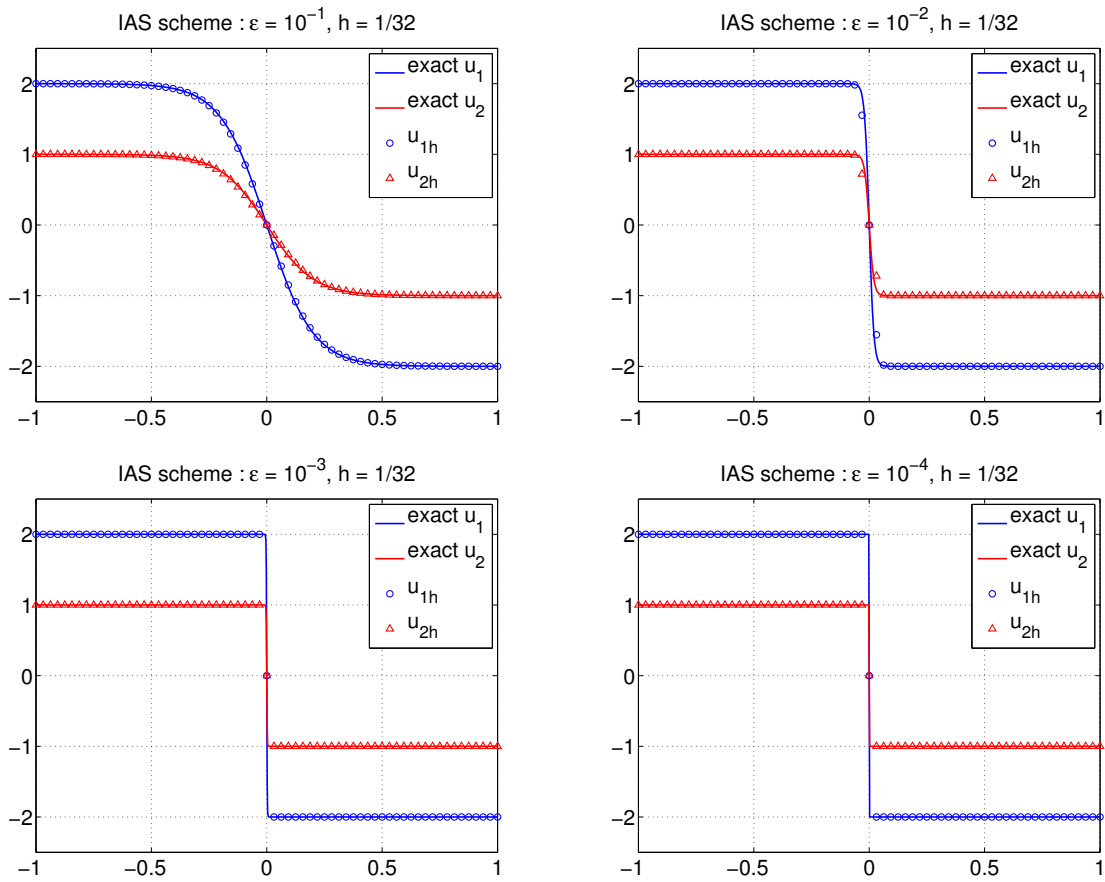 IAS scheme : ε = 10⁻¹, h = 1/32
2
1
0
−1
−2
−1
−0.5
0
0.5
1
exact u₁
exact u₂
u₁ₕ
u₂ₕ
IAS scheme : ε = 10⁻², h = 1/32
2
1
0
−1
−2
−1
−0.5
0
0.5
1
exact u₁
exact u₂
u₁ₕ
u₂ₕ
IAS scheme : ε = 10⁻³, h = 1/32
2
1
0
−1
−2
−1
−0.5
0
0.5
1
exact u₁
exact u₂
u₁ₕ
u₂ₕ
IAS scheme : ε = 10⁻⁴, h = 1/32
2
1
0
−1
−2
−1
−0.5
0
0.5
1
exact u₁
exact u₂
u₁ₕ
u₂ₕ